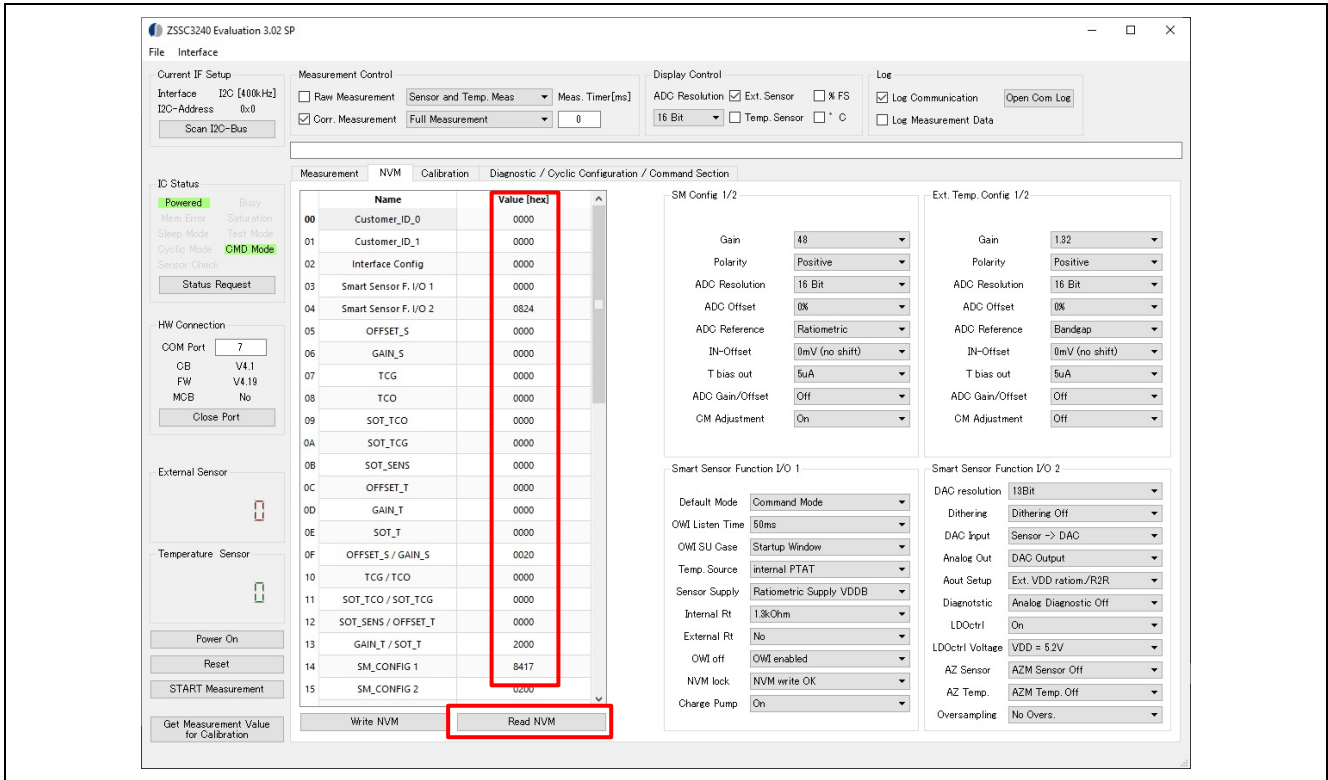 ZSSC3240 Evaluation 3.02 SP
File Interface
Current IF Setup
Interface I2C [400kHz]
I2C-Address 0x0
Scan I2C-Bus
Measurement Control
Raw Measurement Sensor and Temp. Meas Meas. Timer[ms]
Corr. Measurement Full Measurement 0
Display Control
ADC Resolution Ext. Sensor % FS
16 Bit Temp. Sensor ° C
Log
Log Communication Open Com Log
Log Measurement Data
IC Status
Powered Busy
Mem Error Saturation
Sleep Mode Test Mode
Cyclic Mode CMD Mode
Sensor Check
Status Request
HW Connection
COM Port 7
CB V4.1
FW V4.19
MCB No
Close Port
External Sensor
0
Temperature Sensor
0
Power On
Reset
START Measurement
Get Measurement Value
for Calibration
Measurement NVM Calibration Diagnostic / Cyclic Configuration / Command Section
Name Value [hex]
00 Customer_ID_0 0000
01 Customer_ID_1 0000
02 Interface Config 0000
03 Smart Sensor F. I/O 1 0000
04 Smart Sensor F. I/O 2 0824
05 OFFSET_S 0000
06 GAIN_S 0000
07 TCG 0000
08 TCO 0000
09 SOT_TCO 0000
0A SOT_TCG 0000
0B SOT_SENS 0000
0C OFFSET_T 0000
0D GAIN_T 0000
0E SOT_T 0000
0F OFFSET_S / GAIN_S 0020
10 TCG / TCO 0000
11 SOT_TCO / SOT_TCG 0000
12 SOT_SENS / OFFSET_T 0000
13 GAIN_T / SOT_T 2000
14 SM_CONFIG 1 8417
15 SM_CONFIG 2 0200
Write NVM Read NVM
SM Config 1/2
Gain 48
Polarity Positive
ADC Resolution 16 Bit
ADC Offset 0%
ADC Reference Ratiometric
IN-Offset 0mV (no shift)
T bias out 5uA
ADC Gain/Offset Off
CM Adjustment On
Ext. Temp. Config 1/2
Gain 1.32
Polarity Positive
ADC Resolution 16 Bit
ADC Offset 0%
ADC Reference Bandgap
IN-Offset 0mV (no shift)
T bias out 5uA
ADC Gain/Offset Off
CM Adjustment Off
Smart Sensor Function I/O 1
Default Mode Command Mode
OWI Listen Time 50ms
OWI SU Case Startup Window
Temp. Source internal PTAT
Sensor Supply Ratiometric Supply VDDB
Internal Rt 1.3kOhm
External Rt No
OWI off OWI enabled
NVM lock NVM write OK
Charge Pump On
Smart Sensor Function I/O 2
DAC resolution 13Bit
Dithering Dithering Off
DAC Input Sensor -> DAC
Analog Out DAC Output
Aout Setup Ext. VDD ratiom./R2R
Diagnotstic Analog Diagnostic Off
LDOctrl On
LDOctrl Voltage VDD = 5.2V
AZ Sensor AZM Sensor Off
AZ Temp. AZM Temp. Off
Oversampling No Overs.